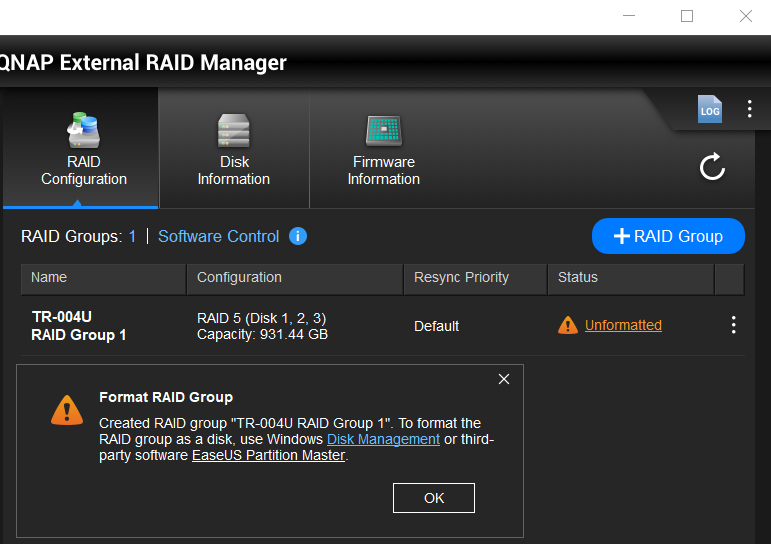 QNAP External RAID Manager
LOG
RAID
Configuration
Disk
Information
Firmware
Information
RAID Groups: 1 | Software Control i
+ RAID Group
Name Configuration Resync Priority Status
TR-004U
RAID Group 1
RAID 5 (Disk 1, 2, 3)
Capacity: 931.44 GB
Default
Unformatted
Format RAID Group
Created RAID group "TR-004U RAID Group 1". To format the
RAID group as a disk, use Windows Disk Management or third-
party software EaseUS Partition Master.
OK